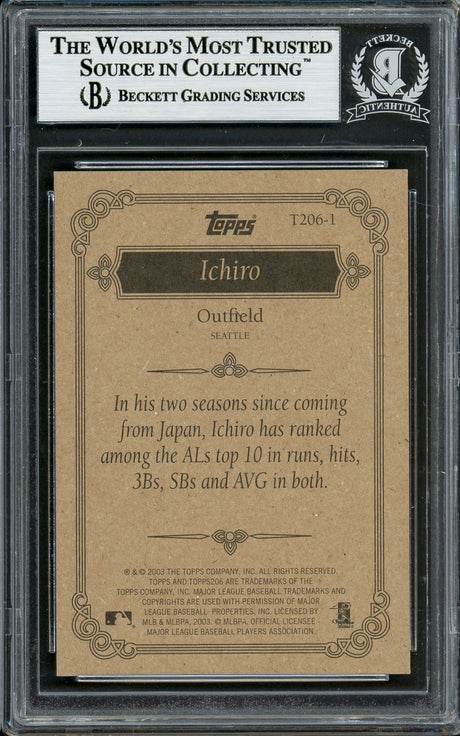 THE WORLD'S MOST TRUSTED
SOURCE IN COLLECTING™
B BECKETT GRADING SERVICES
BECKETT
B
AUTHENTIC
Topps
T206-1
Ichiro
Outfield
SEATTLE
In his two seasons since coming
from Japan, Ichiro has ranked
among the ALs top 10 in runs, hits,
3Bs, SBs and AVG in both.
® & © 2003 THE TOPPS COMPANY, INC. ALL RIGHTS RESERVED.
TOPPS AND TOPPS206 ARE TRADEMARKS OF THE
TOPPS COMPANY, INC. MAJOR LEAGUE BASEBALL TRADEMARKS AND
COPYRIGHTS ARE USED WITH PERMISSION OF MAJOR
LEAGUE BASEBALL PROPERTIES, INC. LICENSED BY
MLB & MLBPA, 2003. © MLBPA. OFFICIAL LICENSEE -
MAJOR LEAGUE BASEBALL PLAYERS ASSOCIATION.